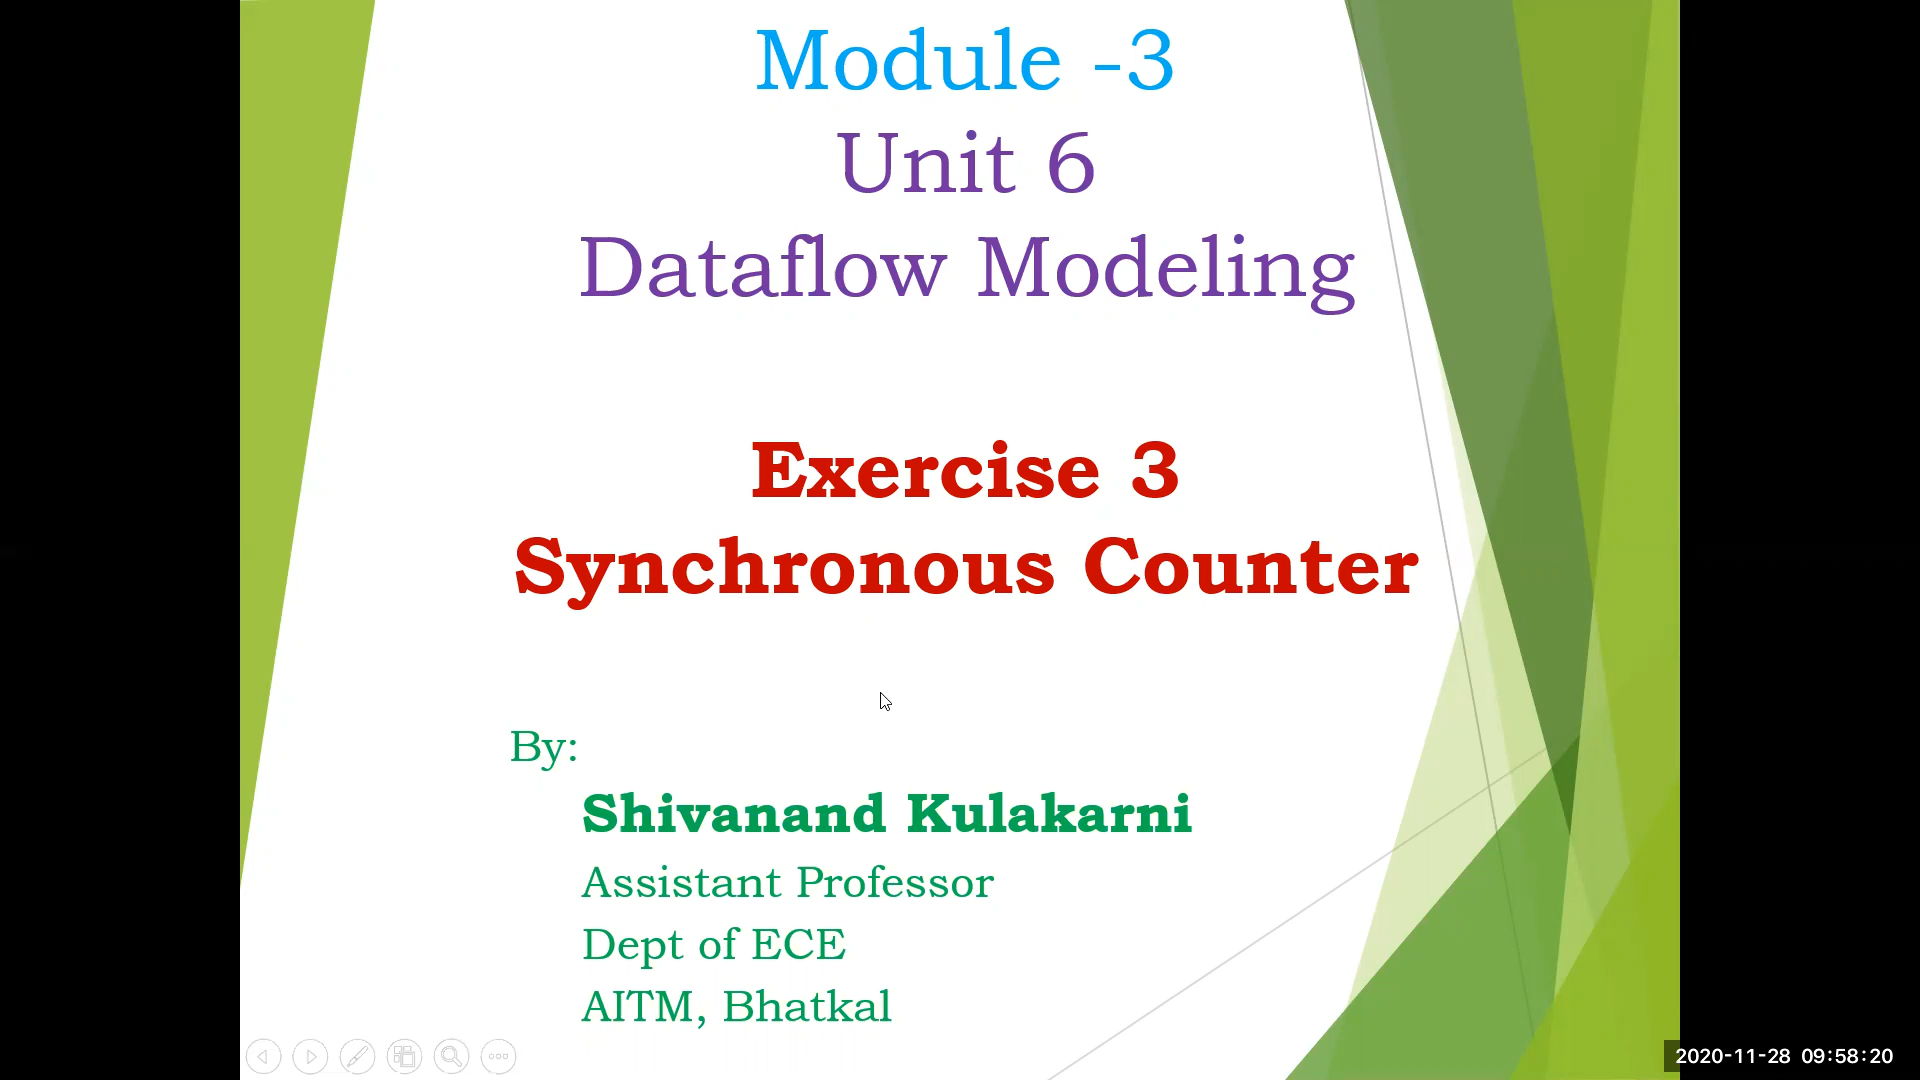 Module -3
Unit 6
Dataflow Modeling
Exercise 3
Synchronous Counter
By:
Shivanand Kulakarni
Assistant Professor
Dept of ECE
AITM, Bhatkal
2020-11-28 09:58:20